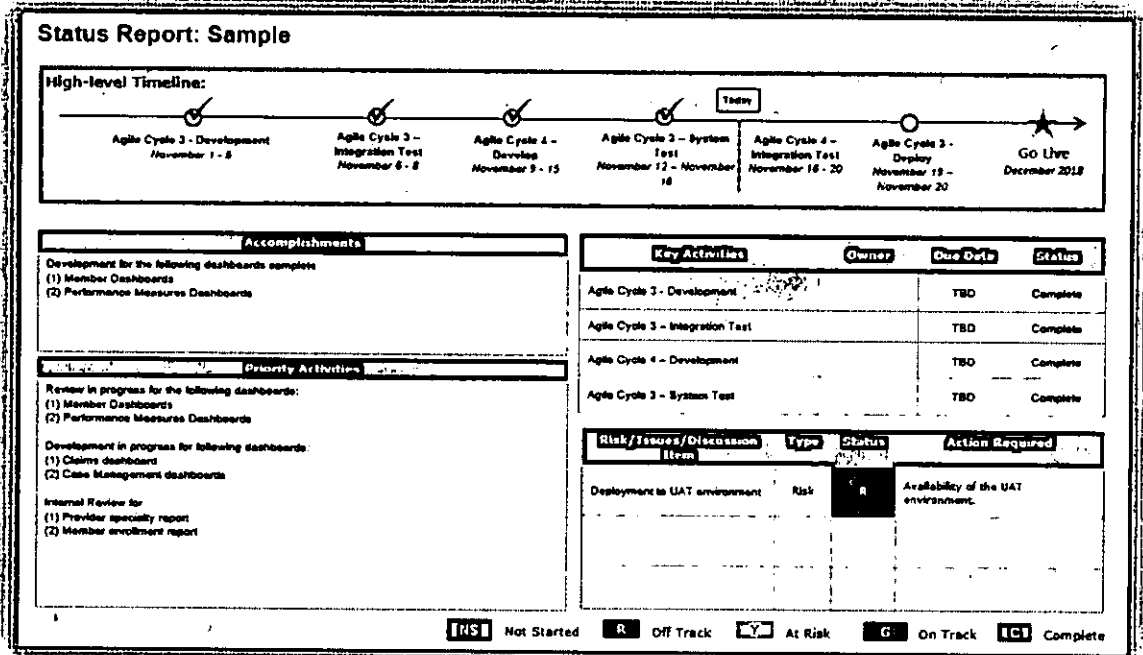 Status Report: Sample
High-level Timeline:
Today
Agile Cycle 3 - Development
November 1 - 5
Agile Cycle 3 –
Integration Test
November 6 - 8
Agile Cycle 4 –
Develop
November 9 - 15
Agile Cycle 3 – System
Test
November 12 – November
16
Agile Cycle 4 –
Integration Test
November 16 - 20
Agile Cycle 3 -
Deploy
November 19 –
November 20
Go Live
December 2018
Accomplishments
Development for the following dashboards complete
(1) Member Dashboards
(2) Performance Measures Dashboards
Priority Activities
Review in progress for the following dashboards:
(1) Member Dashboards
(2) Performance Measures Dashboards
Development in progress for following dashboards:
(1) Claims dashboard
(2) Case Management dashboards
Internal Review for
(1) Provider specialty report
(2) Member enrollment report
Key Activities Owner Due Date Status
Agile Cycle 3 - Development TBD Complete
Agile Cycle 3 – Integration Test TBD Complete
Agile Cycle 4 – Development TBD Complete
Agile Cycle 3 – System Test TBD Complete
Risk/Issues/Discussion Type Status Action Required
Item
Deployment to UAT environment Risk R Availability of the UAT
environment.
NS Not Started R Off Track Y At Risk G On Track C Complete